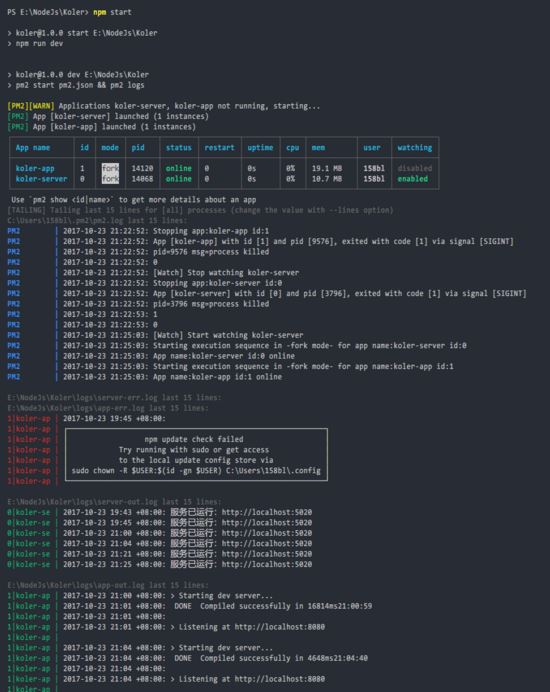 PS E:\NodeJs\Koler> npm start
> koler@1.0.0 start E:\NodeJs\Koler
> npm run dev
> koler@1.0.0 dev E:\NodeJs\Koler
> pm2 start pm2.json && pm2 logs
[PM2][WARN] Applications koler-server, koler-app not running, starting...
[PM2] App [koler-server] launched (1 instances)
[PM2] App [koler-app] launched (1 instances)
App name id mode pid status restart uptime cpu mem user watching
koler-app 1 fork 14120 online 0 0s 0% 19.1 MB 158bl disabled
koler-server 0 fork 14068 online 0 0s 0% 10.7 MB 158bl enabled
Use `pm2 show <id|name>` to get more details about an app
[TAILING] Tailing last 15 lines for [all] processes (change the value with --lines option)
C:\Users\158bl\.pm2\pm2.log last 15 lines:
PM2 | 2017-10-23 21:22:52: Stopping app:koler-app id:1
PM2 | 2017-10-23 21:22:52: App [koler-app] with id [1] and pid [9576], exited with code [1] via signal [SIGINT]
PM2 | 2017-10-23 21:22:52: pid=9576 msg=process killed
PM2 | 2017-10-23 21:22:52: 0
PM2 | 2017-10-23 21:22:52: [Watch] Stop watching koler-server
PM2 | 2017-10-23 21:22:52: Stopping app:koler-server id:0
PM2 | 2017-10-23 21:22:52: App [koler-server] with id [0] and pid [3796], exited with code [1] via signal [SIGINT]
PM2 | 2017-10-23 21:22:52: pid=3796 msg=process killed
PM2 | 2017-10-23 21:22:53: 1
PM2 | 2017-10-23 21:22:53: 0
PM2 | 2017-10-23 21:25:03: [Watch] Start watching koler-server
PM2 | 2017-10-23 21:25:03: Starting execution sequence in -fork mode- for app name:koler-server id:0
PM2 | 2017-10-23 21:25:03: App name:koler-server id:0 online
PM2 | 2017-10-23 21:25:03: Starting execution sequence in -fork mode- for app name:koler-app id:1
PM2 | 2017-10-23 21:25:03: App name:koler-app id:1 online
E:\NodeJs\Koler\logs\server-err.log last 15 lines:
E:\NodeJs\Koler\logs\app-err.log last 15 lines:
1|koler-ap | 2017-10-23 19:45 +08:00:
1|koler-ap |
1|koler-ap | npm update check failed
1|koler-ap | Try running with sudo or get access
1|koler-ap | to the local update config store via
1|koler-ap | sudo chown -R $USER:$(id -gn $USER) C:\Users\158bl\.config
1|koler-ap |
E:\NodeJs\Koler\logs\server-out.log last 15 lines:
0|koler-se | 2017-10-23 19:43 +08:00: 服务已运行：http://localhost:5020
0|koler-se | 2017-10-23 19:45 +08:00: 服务已运行：http://localhost:5020
0|koler-se | 2017-10-23 21:00 +08:00: 服务已运行：http://localhost:5020
0|koler-se | 2017-10-23 21:04 +08:00: 服务已运行：http://localhost:5020
0|koler-se | 2017-10-23 21:21 +08:00: 服务已运行：http://localhost:5020
0|koler-se | 2017-10-23 21:25 +08:00: 服务已运行：http://localhost:5020
E:\NodeJs\Koler\logs\app-out.log last 15 lines:
1|koler-ap | 2017-10-23 21:00 +08:00: > Starting dev server...
1|koler-ap | 2017-10-23 21:01 +08:00: DONE Compiled successfully in 16814ms21:00:59
1|koler-ap | 2017-10-23 21:01 +08:00:
1|koler-ap | 2017-10-23 21:01 +08:00: > Listening at http://localhost:8080
1|koler-ap |
1|koler-ap | 2017-10-23 21:04 +08:00: > Starting dev server...
1|koler-ap | 2017-10-23 21:04 +08:00: DONE Compiled successfully in 4648ms21:04:40
1|koler-ap | 2017-10-23 21:04 +08:00:
1|koler-ap | 2017-10-23 21:04 +08:00: > Listening at http://localhost:8080
1|koler-ap |